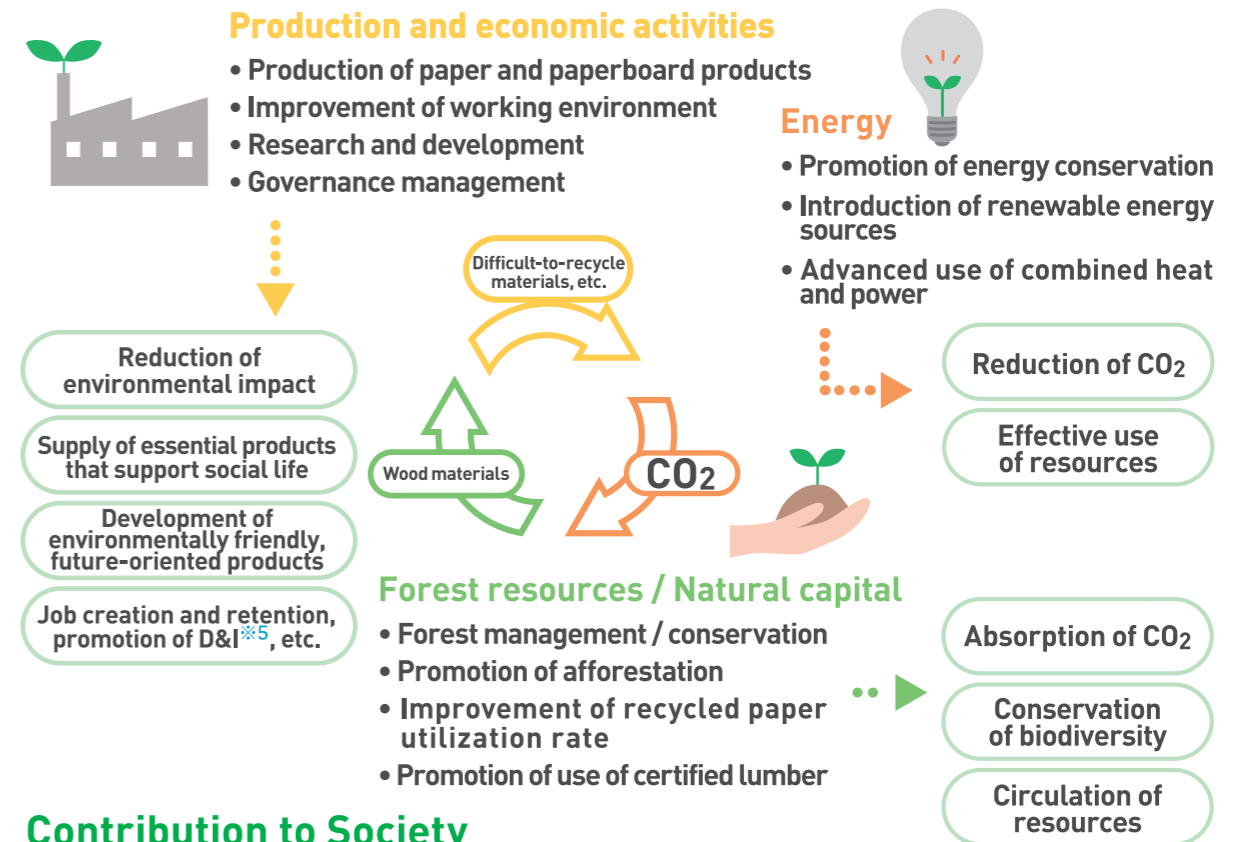 Production and economic activities
• Production of paper and paperboard products
• Improvement of working environment
• Research and development
• Governance management
Energy
• Promotion of energy conservation
• Introduction of renewable energy
sources
• Advanced use of combined heat
and power
Difficult-to-recycle
materials, etc.
Wood materials
CO2
Reduction of
environmental impact
Supply of essential products
that support social life
Development of
environmentally friendly,
future-oriented products
Job creation and retention,
promotion of D&I※5, etc.
Reduction of CO2
Effective use
of resources
Forest resources / Natural capital
• Forest management / conservation
• Promotion of afforestation
• Improvement of recycled paper
utilization rate
• Promotion of use of certified lumber
Absorption of CO2
Conservation
of biodiversity
Circulation of
resources
Contribution to Society